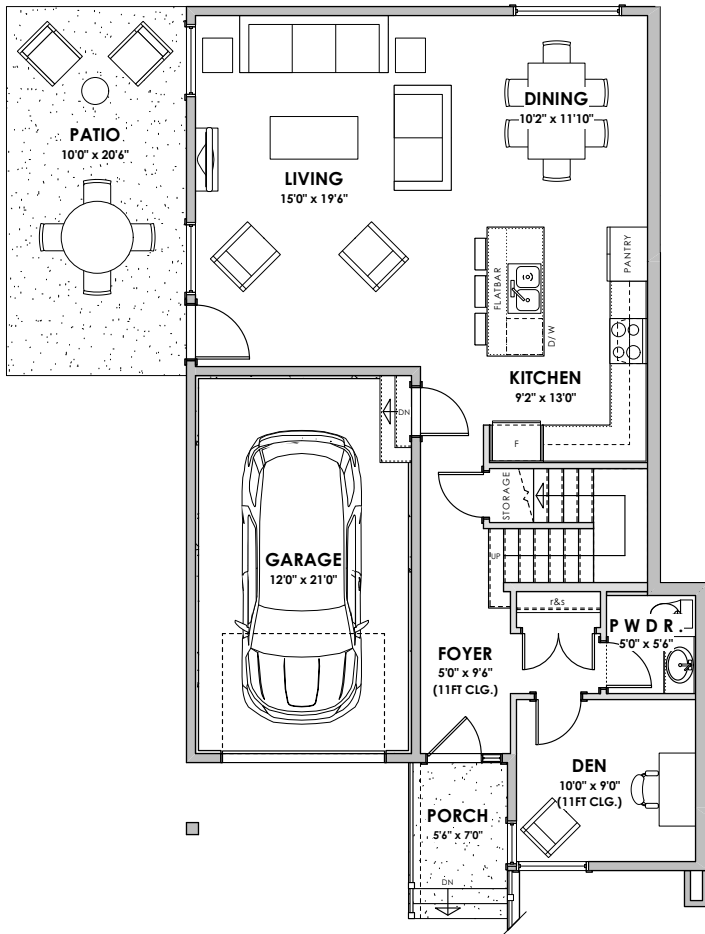 PATIO
10'0" x 20'6"
LIVING
15'0" x 19'6"
DINING
10'2" x 11'10"
PANTRY
FLATBAR
D/W
KITCHEN
9'2" x 13'0"
F
DN
STORAGE
UP
GARAGE
12'0" x 21'0"
r&s
PWDR.
5'0" x 5'6"
FOYER
5'0" x 9'6"
(11FT CLG.)
DEN
10'0" x 9'0"
(11FT CLG.)
PORCH
5'6" x 7'0"
DN